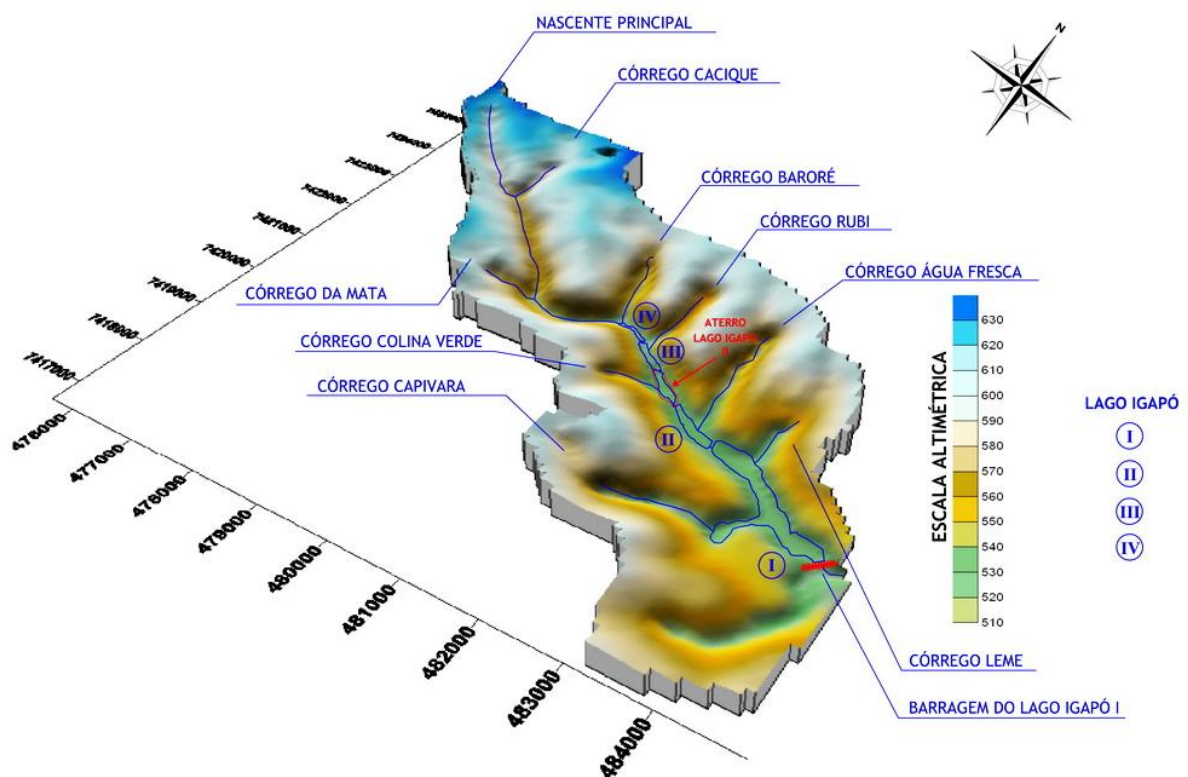 NASCENTE PRINCIPAL
N
CÓRREGO CACIQUE
CÓRREGO BARORÉ
CÓRREGO RUBI
CÓRREGO ÁGUA FRESCA
CÓRREGO DA MATA
CÓRREGO COLINA VERDE
CÓRREGO CAPIVARA
IV
ATERRO
LAGO IGAPÓ
II
III
II
I
7424000
7423000
7422000
7421000
7420000
7419000
7418000
7417000
476000
477000
478000
479000
480000
481000
482000
483000
484000
ESCALA ALTIMÉTRICA
630
620
610
600
590
580
570
560
550
540
530
520
510
LAGO IGAPÓ
I
II
III
IV
CÓRREGO LEME
BARRAGEM DO LAGO IGAPÓ I